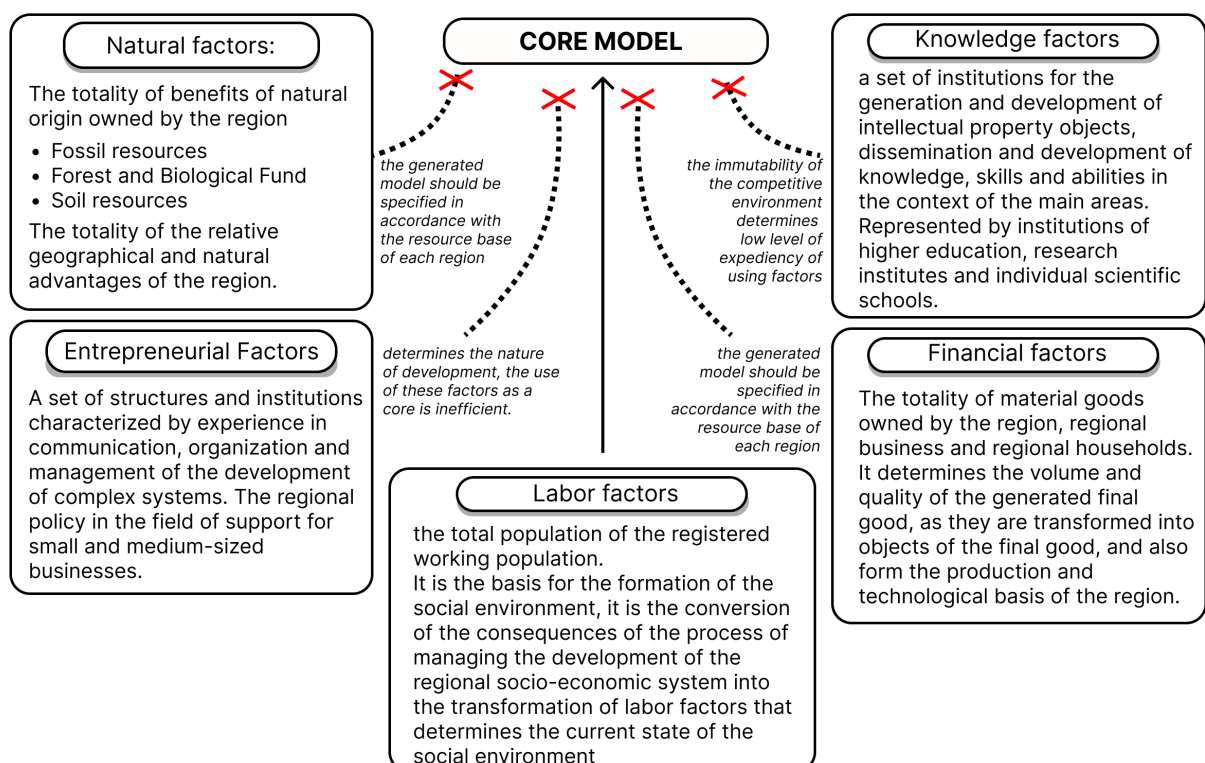 CORE MODEL
Natural factors:
The totality of benefits of natural
origin owned by the region
• Fossil resources
• Forest and Biological Fund
• Soil resources
The totality of the relative
geographical and natural
advantages of the region.
the generated
model should be
specified in
accordance with
the resource base
of each region
the immutability of
the competitive
environment
determines
low level of
expediency of
using factors
Knowledge factors
a set of institutions for the
generation and development of
intellectual property objects,
dissemination and development of
knowledge, skills and abilities in
the context of the main areas.
Represented by institutions of
higher education, research
institutes and individual scientific
schools.
Entrepreneurial Factors
A set of structures and institutions
characterized by experience in
communication, organization and
management of the development
of complex systems. The regional
policy in the field of support for
small and medium-sized
businesses.
determines the nature
of development, the use
of these factors as a
core is inefficient.
the generated
model should be
specified in
accordance with the
resource base of
each region
Financial factors
The totality of material goods
owned by the region, regional
business and regional households.
It determines the volume and
quality of the generated final
good, as they are transformed into
objects of the final good, and also
form the production and
technological basis of the region.
Labor factors
the total population of the registered
working population.
It is the basis for the formation of the
social environment, it is the conversion
of the consequences of the process of
managing the development of the
regional socio-economic system into
the transformation of labor factors that
determines the current state of the
social environment